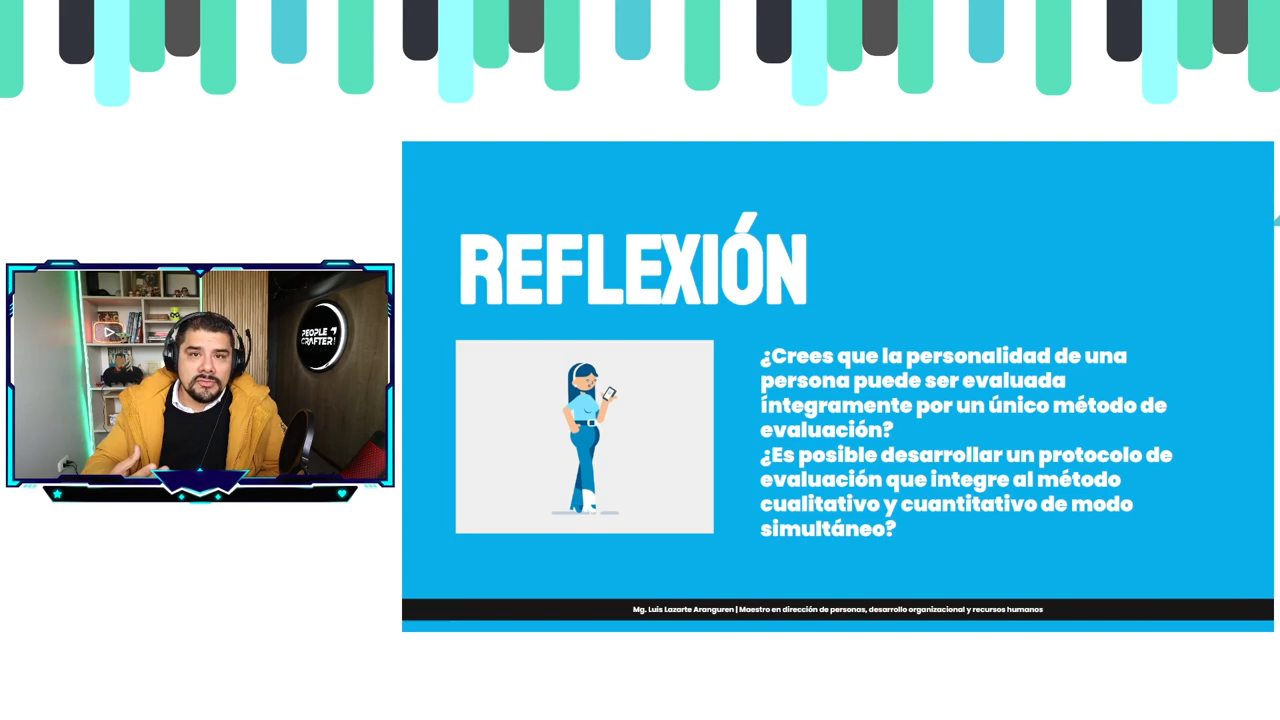 REFLEXIÓN
PEOPLE
CRAFTER!
¿Crees que la personalidad de una
persona puede ser evaluada
íntegramente por un único método de
evaluación?
¿Es posible desarrollar un protocolo de
evaluación que integre al método
cualitativo y cuantitativo de modo
simultáneo?
Mg. Luis Lazarte Aranguren | Maestro en dirección de personas, desarrollo organizacional y recursos humanos